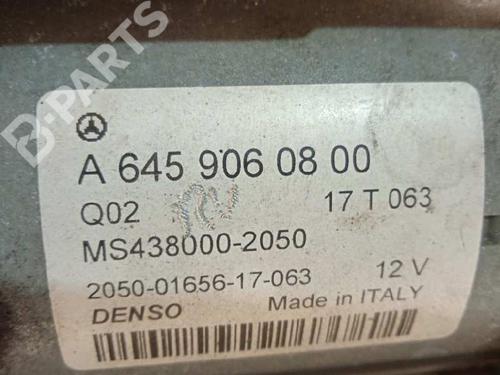 B-PARTS
A 645 906 08 00
Q02 17 T 063
MS438000-2050
2050-01656-17-063 12 V
DENSO Made in ITALY